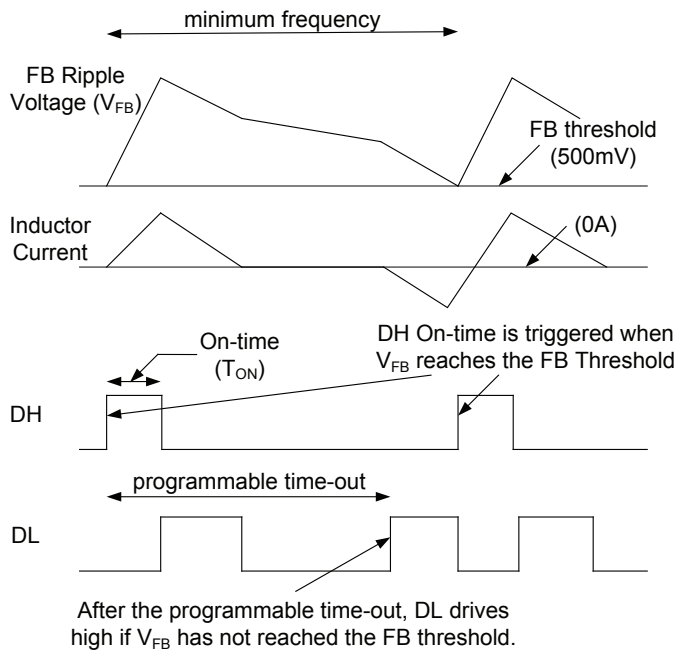 minimum frequency
FB Ripple
Voltage (VFB)
FB threshold
(500mV)
Inductor
Current
(0A)
DH On-time is triggered when
VFB reaches the FB Threshold
On-time
(TON)
DH
programmable time-out
DL
After the programmable time-out, DL drives
high if VFB has not reached the FB threshold.